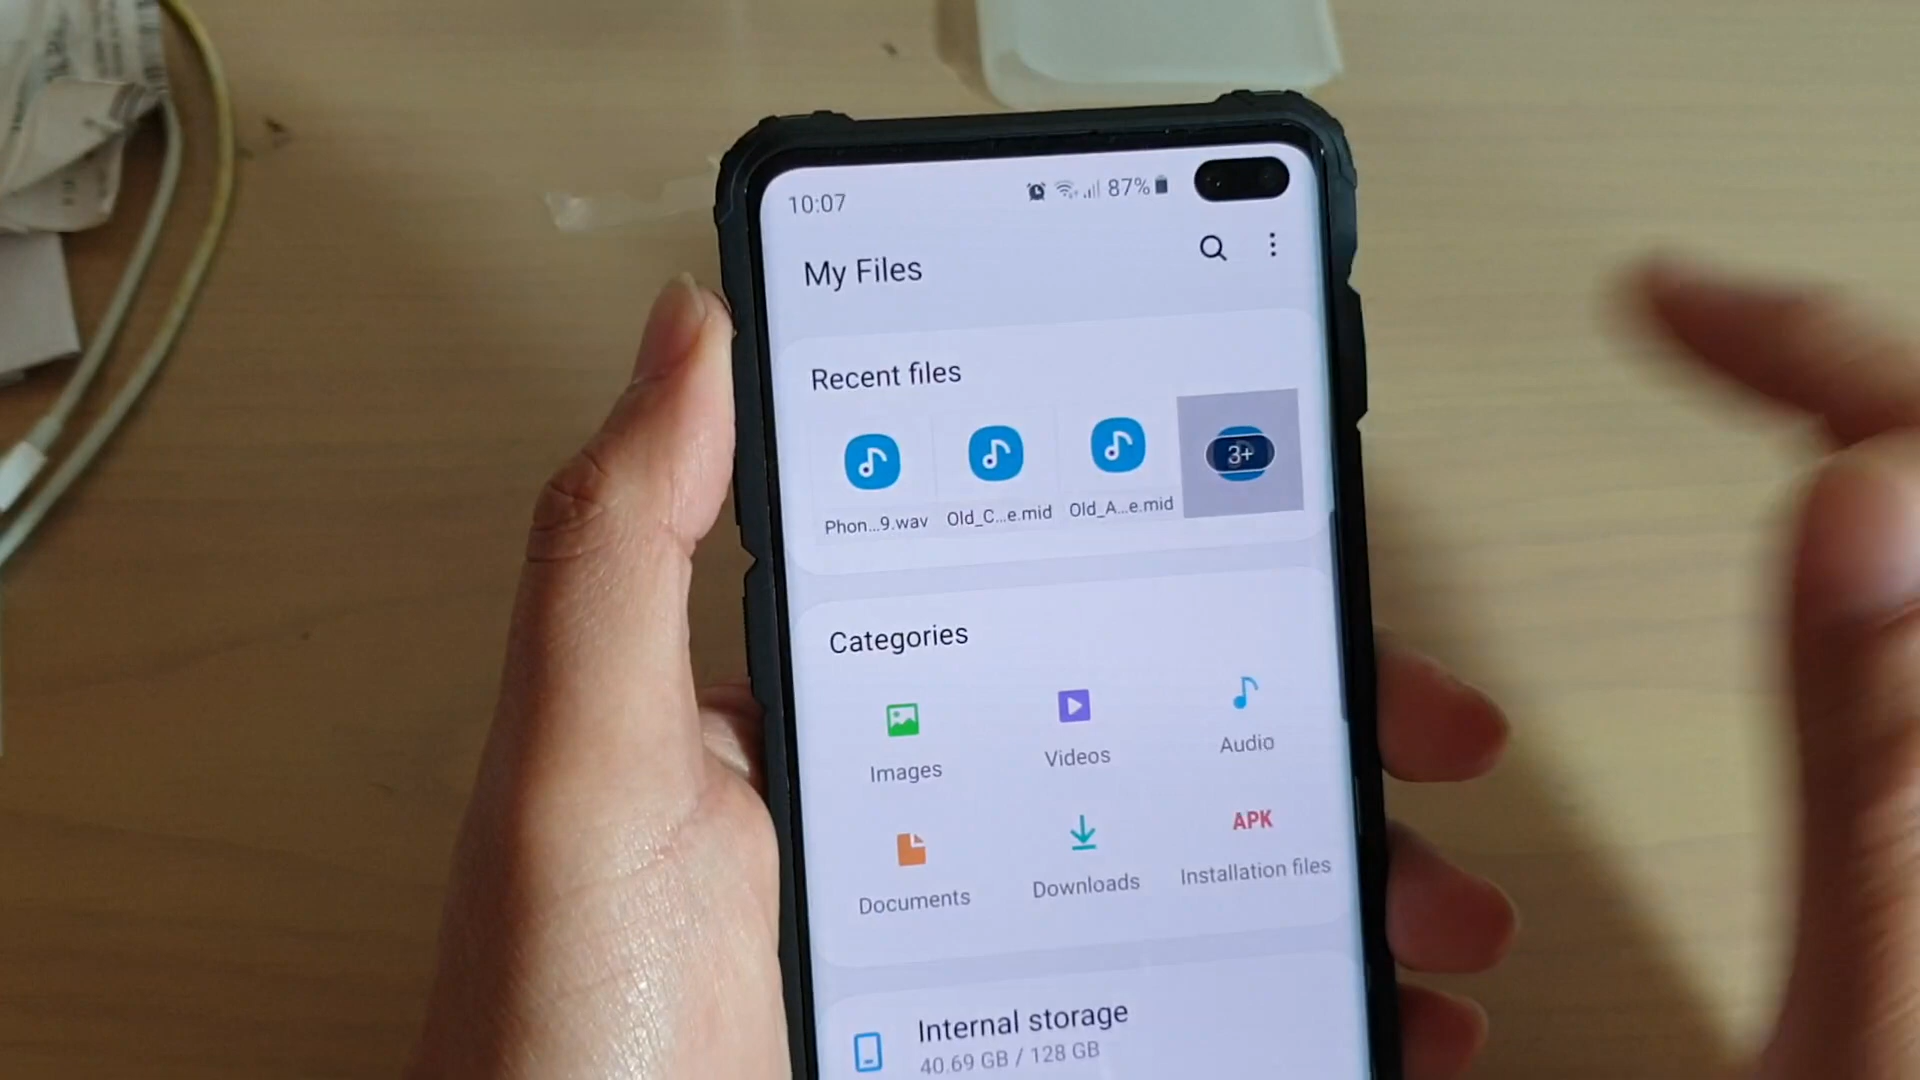 10:07 87%
My Files
Recent files
3+
Phon...9.wav Old_C...e.mid Old_A...e.mid
Categories
Images Videos Audio
APK
Documents Downloads Installation files
Internal storage
40.69 GB / 128 GB